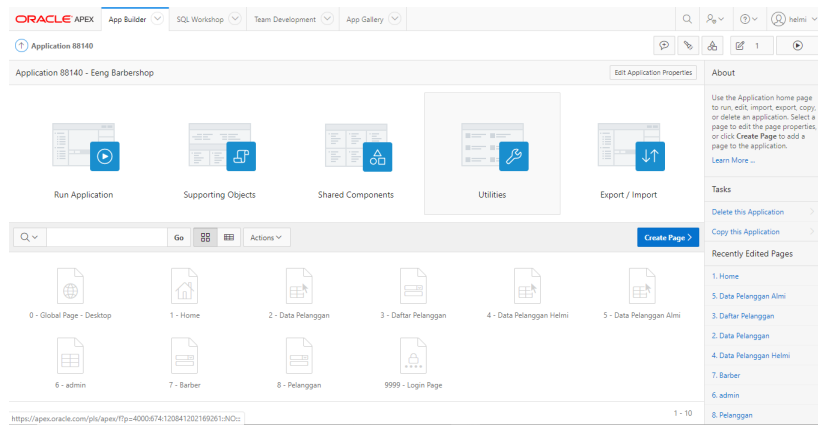 ORACLE APEX App Builder SQL Workshop Team Development App Gallery helmi
Application 88140 1
Application 88140 - Eeng Barbershop Edit Application Properties
Run Application Supporting Objects Shared Components Utilities Export / Import
Go Actions Create Page >
0 - Global Page - Desktop 1 - Home 2 - Data Pelanggan 3 - Daftar Pelanggan 4 - Data Pelanggan Helmi 5 - Data Pelanggan Almi
6 - admin 7 - Barber 8 - Pelanggan 9999 - Login Page
1 - 10
https://apex.oracle.com/pls/apex/f?p=4000:674:120841202169261::NO:::
About
Use the Application home page
to run, edit, import, export, copy,
or delete an application. Select a
page to edit the page properties,
or click Create Page to add a
page to the application.
Learn More ...
Tasks
Delete this Application
Copy this Application
Recently Edited Pages
1. Home
5. Data Pelanggan Almi
3. Daftar Pelanggan
2. Data Pelanggan
4. Data Pelanggan Helmi
7. Barber
6. admin
8. Pelanggan